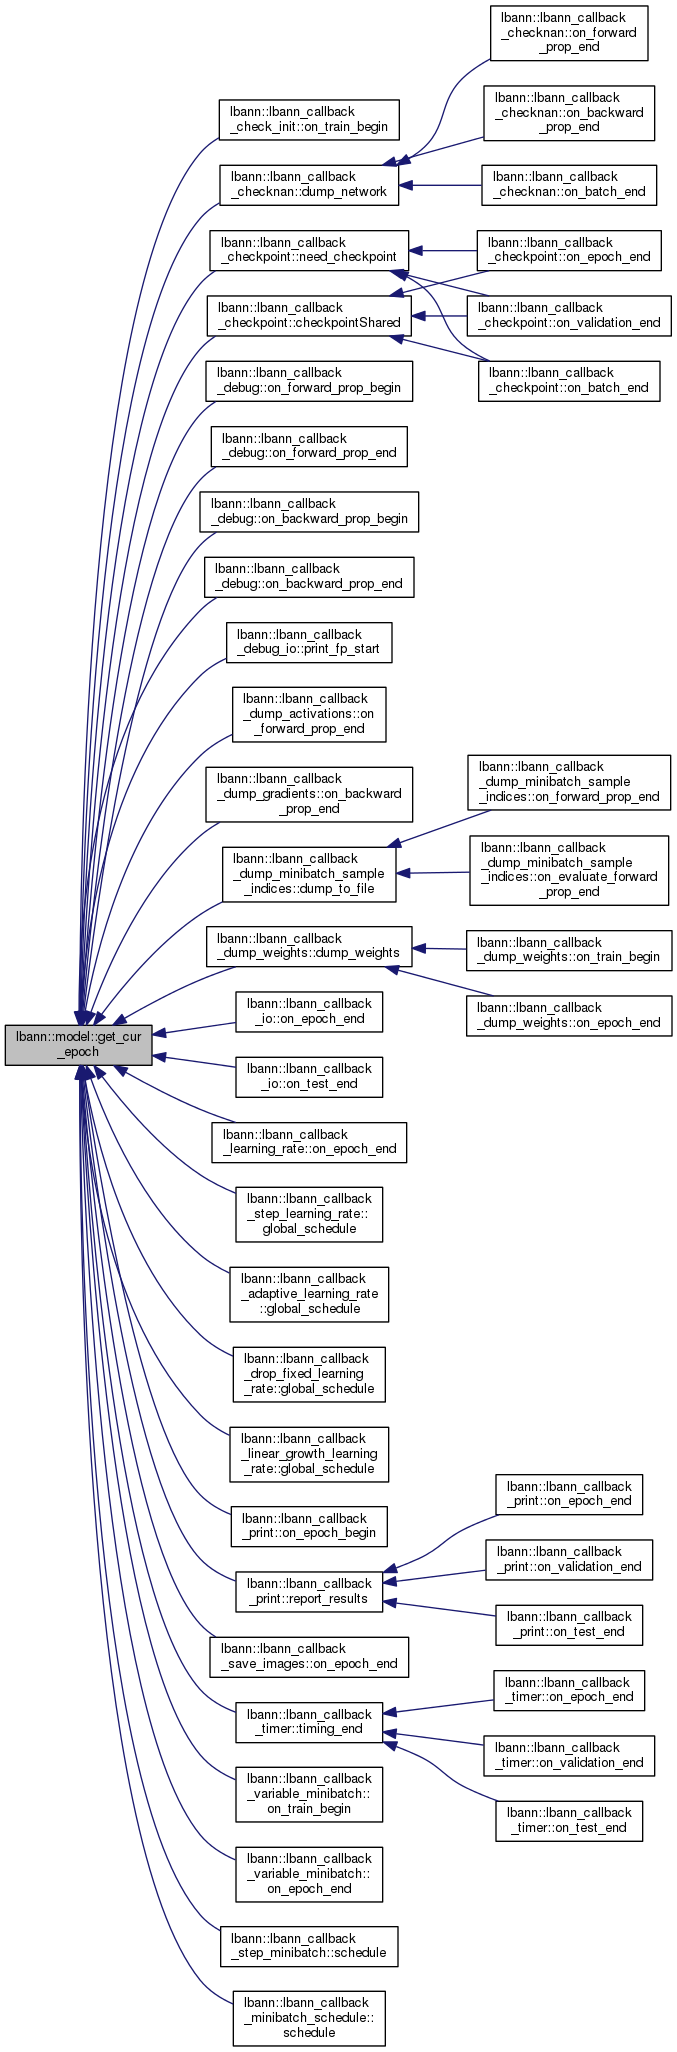 lbann::model::get_cur
_epoch
lbann::lbann_callback
_check_init::on_train_begin
lbann::lbann_callback
_checknan::dump_network
lbann::lbann_callback
_checknan::on_forward
_prop_end
lbann::lbann_callback
_checknan::on_backward
_prop_end
lbann::lbann_callback
_checknan::on_batch_end
lbann::lbann_callback
_checkpoint::need_checkpoint
lbann::lbann_callback
_checkpoint::on_epoch_end
lbann::lbann_callback
_checkpoint::checkpointShared
lbann::lbann_callback
_checkpoint::on_validation_end
lbann::lbann_callback
_checkpoint::on_batch_end
lbann::lbann_callback
_debug::on_forward_prop_begin
lbann::lbann_callback
_debug::on_forward_prop_end
lbann::lbann_callback
_debug::on_backward_prop_begin
lbann::lbann_callback
_debug::on_backward_prop_end
lbann::lbann_callback
_debug_io::print_fp_start
lbann::lbann_callback
_dump_activations::on
_forward_prop_end
lbann::lbann_callback
_dump_gradients::on_backward
_prop_end
lbann::lbann_callback
_dump_minibatch_sample
_indices::dump_to_file
lbann::lbann_callback
_dump_minibatch_sample
_indices::on_forward_prop_end
lbann::lbann_callback
_dump_minibatch_sample
_indices::on_evaluate_forward
_prop_end
lbann::lbann_callback
_dump_weights::dump_weights
lbann::lbann_callback
_dump_weights::on_train_begin
lbann::lbann_callback
_dump_weights::on_epoch_end
lbann::lbann_callback
_io::on_epoch_end
lbann::lbann_callback
_io::on_test_end
lbann::lbann_callback
_learning_rate::on_epoch_end
lbann::lbann_callback
_step_learning_rate::
global_schedule
lbann::lbann_callback
_adaptive_learning_rate
::global_schedule
lbann::lbann_callback
_drop_fixed_learning
_rate::global_schedule
lbann::lbann_callback
_linear_growth_learning
_rate::global_schedule
lbann::lbann_callback
_print::on_epoch_begin
lbann::lbann_callback
_print::report_results
lbann::lbann_callback
_print::on_epoch_end
lbann::lbann_callback
_print::on_validation_end
lbann::lbann_callback
_print::on_test_end
lbann::lbann_callback
_save_images::on_epoch_end
lbann::lbann_callback
_timer::timing_end
lbann::lbann_callback
_timer::on_epoch_end
lbann::lbann_callback
_timer::on_validation_end
lbann::lbann_callback
_timer::on_test_end
lbann::lbann_callback
_variable_minibatch::
on_train_begin
lbann::lbann_callback
_variable_minibatch::
on_epoch_end
lbann::lbann_callback
_step_minibatch::schedule
lbann::lbann_callback
_minibatch_schedule::
schedule